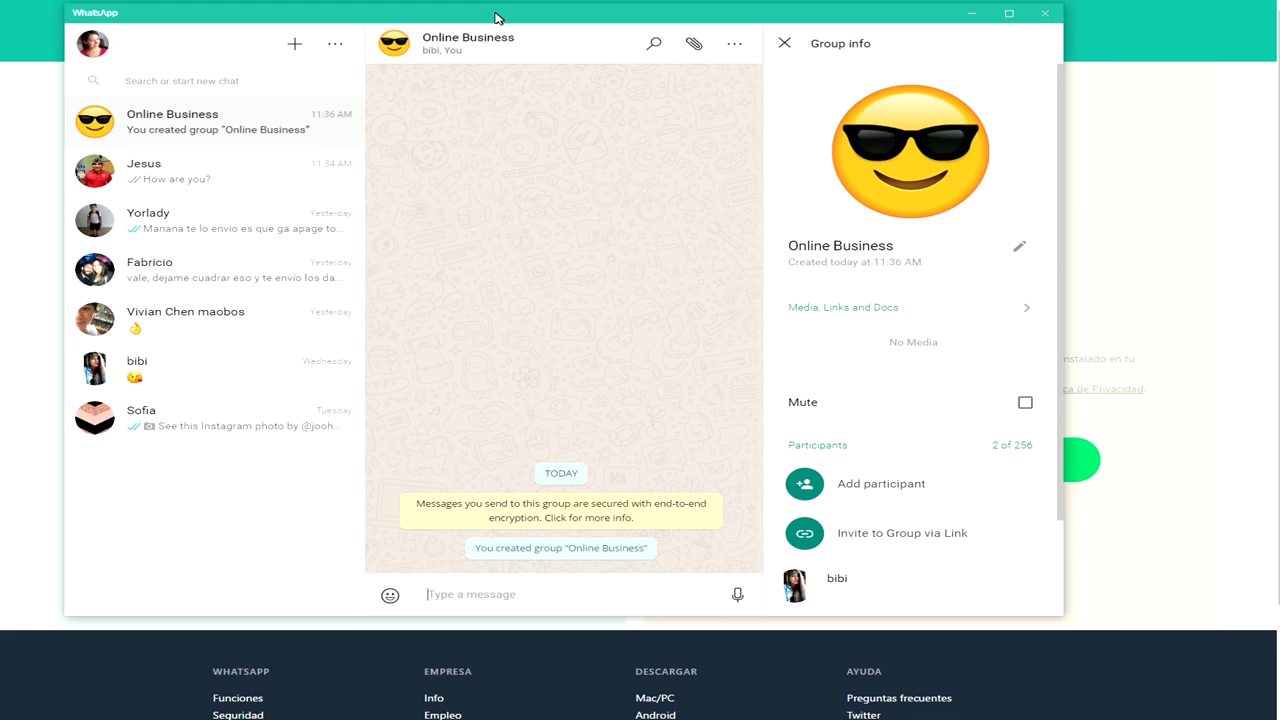 WhatsApp
Search or start new chat
Online Business
11:36 AM
You created group "Online Business"
Jesus
11:34 AM
How are you?
Yorlady
Yesterday
Manana te lo envio es que ga apage to...
Fabricio
Yesterday
vale, dejame cuadrar eso y te envío los da...
Vivian Chen maobos
Yesterday
bibi
Wednesday
Sofia
Tuesday
See this Instagram photo by @jooh...
Online Business
bibi, You
TODAY
Messages you send to this group are secured with end-to-end
encryption. Click for more info.
You created group "Online Business"
Type a message
Group info
Online Business
Created today at 11:36 AM
Media, Links and Docs
No Media
Mute
Participants
2 of 256
Add participant
Invite to Group via Link
bibi
nstalado en tu
ca de Privacidad.
WHATSAPP
EMPRESA
DESCARGAR
AYUDA
Funciones
Info
Mac/PC
Preguntas frecuentes
Seguridad
Empleo
Android
Twitter